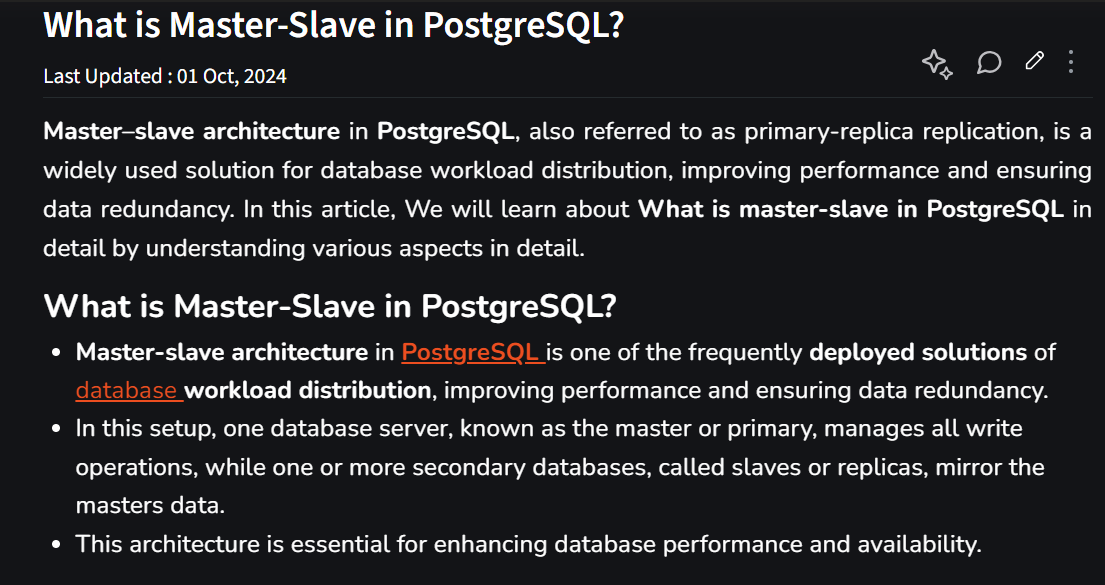 What is Master-Slave in PostgreSQL?
Last Updated : 01 Oct, 2024
Master–slave architecture in PostgreSQL, also referred to as primary-replica replication, is a
widely used solution for database workload distribution, improving performance and ensuring
data redundancy. In this article, We will learn about What is master-slave in PostgreSQL in
detail by understanding various aspects in detail.
What is Master-Slave in PostgreSQL?
• Master-slave architecture in PostgreSQL is one of the frequently deployed solutions of
database workload distribution, improving performance and ensuring data redundancy.
• In this setup, one database server, known as the master or primary, manages all write
operations, while one or more secondary databases, called slaves or replicas, mirror the
masters data.
• This architecture is essential for enhancing database performance and availability.